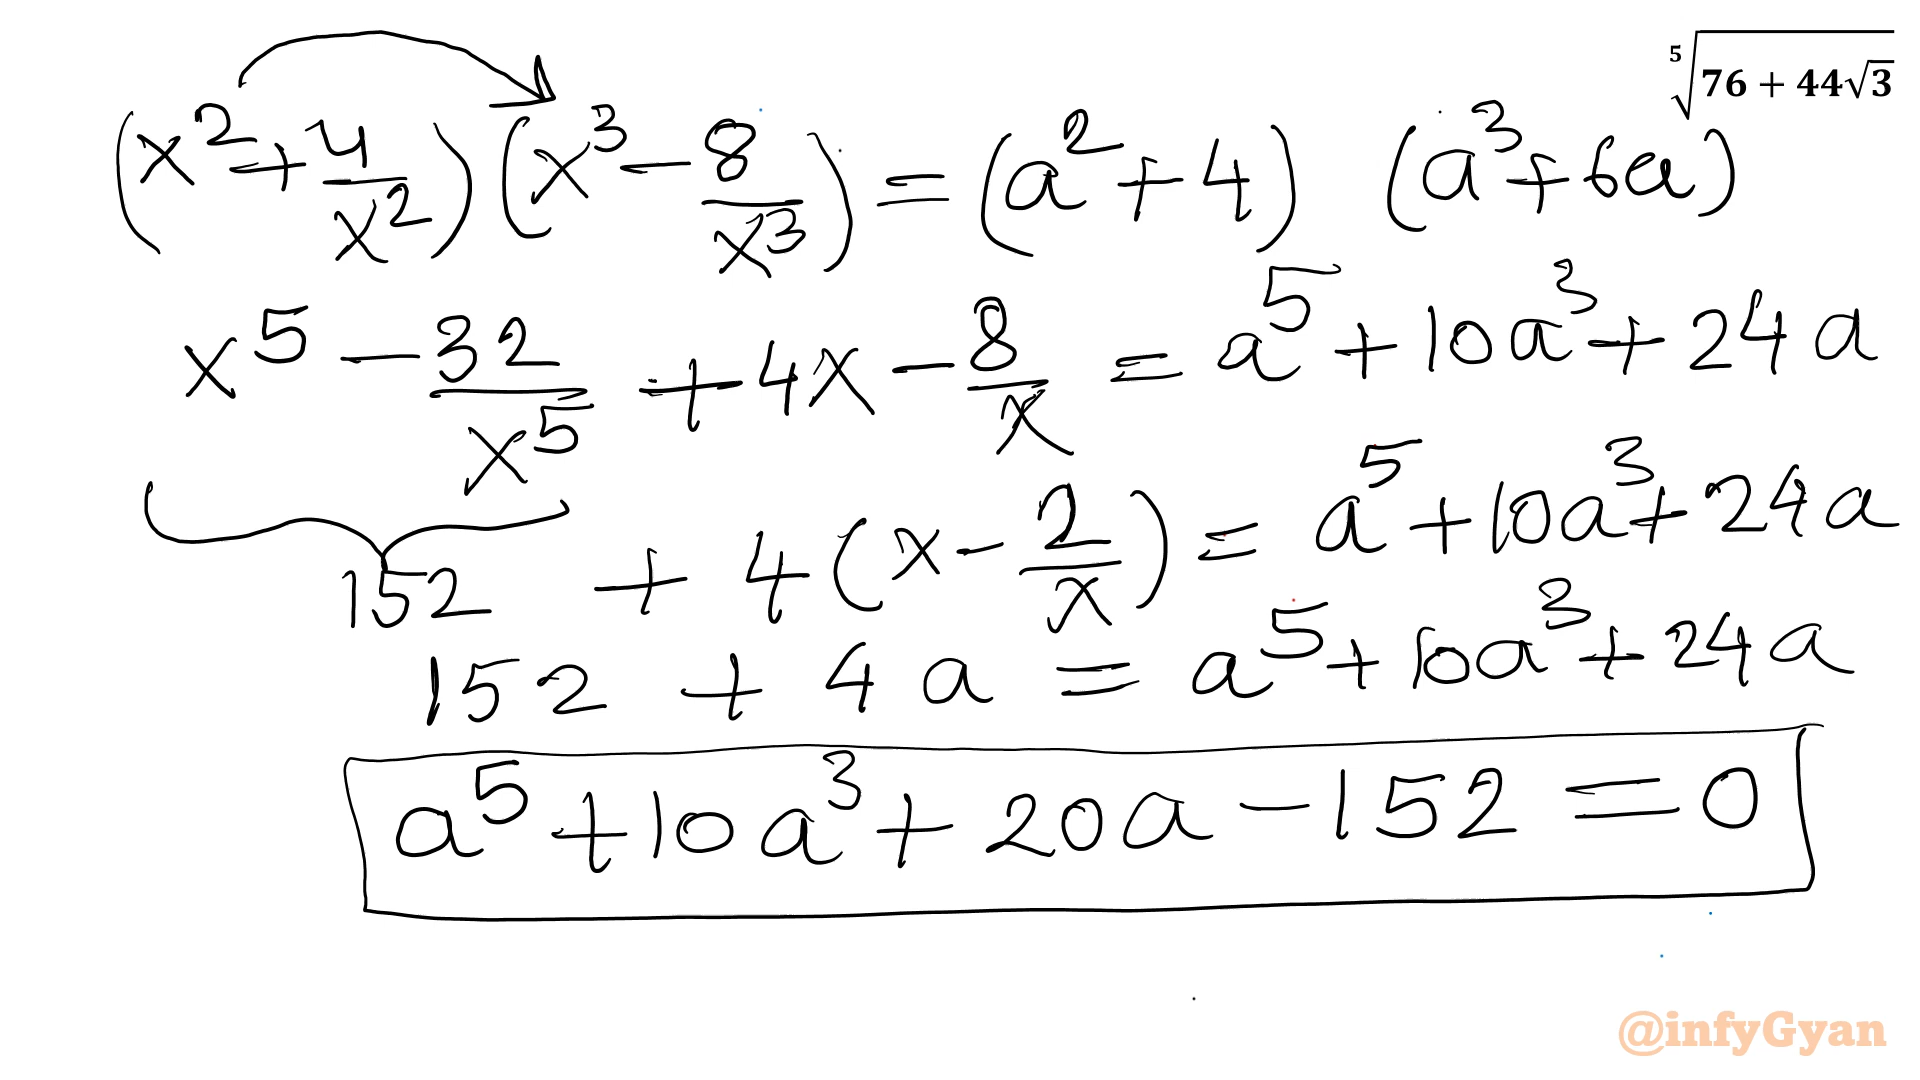 ⁵√(76 + 44√3)
(x² + 4/x²) (x³ − 8/x³) = (a² + 4) (a³ + 6a)
x⁵ − 32/x⁵ + 4x − 8/x = a⁵ + 10a³ + 24a
152 + 4(x − 2/x) = a⁵ + 10a³ + 24a
152 + 4a = a⁵ + 10a³ + 24a
a⁵ + 10a³ + 20a − 152 = 0
@infyGyan